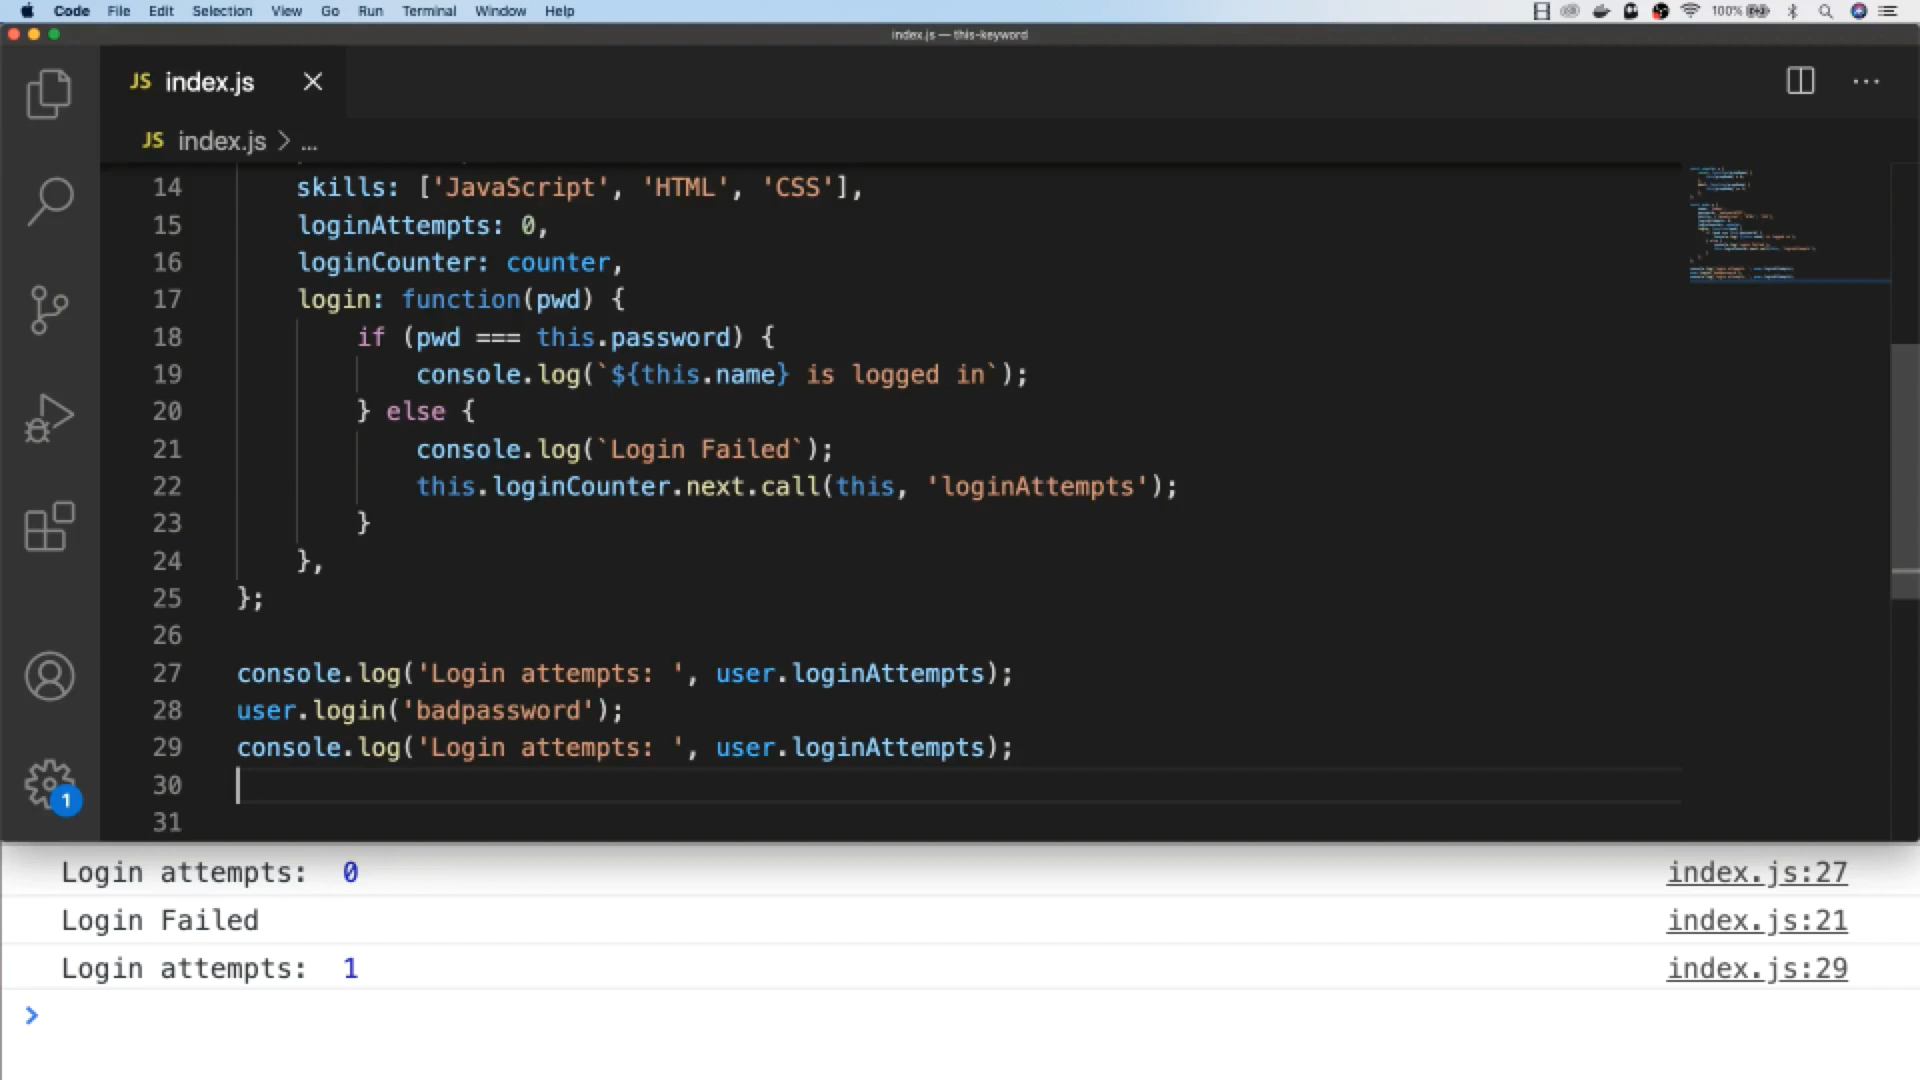 Code File Edit Selection View Go Run Terminal Window Help 100%
index.js — this-keyword
JS index.js
JS index.js > ...
14 skills: ['JavaScript', 'HTML', 'CSS'],
15 loginAttempts: 0,
16 loginCounter: counter,
17 login: function(pwd) {
18 if (pwd === this.password) {
19 console.log(`${this.name} is logged in`);
20 } else {
21 console.log(`Login Failed`);
22 this.loginCounter.next.call(this, 'loginAttempts');
23 }
24 },
25 };
26
27 console.log('Login attempts: ', user.loginAttempts);
28 user.login('badpassword');
29 console.log('Login attempts: ', user.loginAttempts);
30
31
1
Login attempts: 0 index.js:27
Login Failed index.js:21
Login attempts: 1 index.js:29